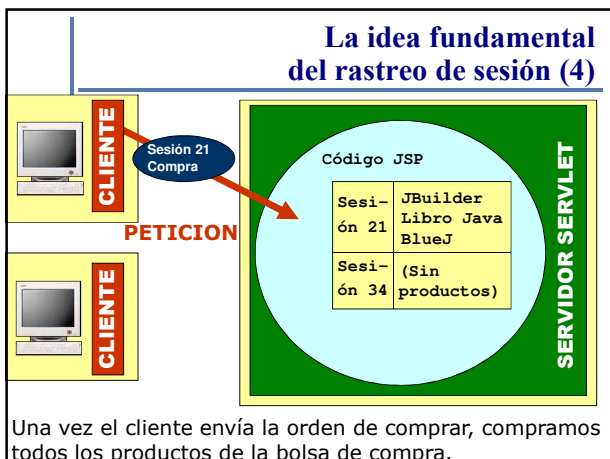 La idea fundamental
del rastreo de sesión (4)
CLIENTE
Sesión 21
Compra
PETICION
CLIENTE
Código JSP
Sesi-
ón 21
JBuilder
Libro Java
BlueJ
Sesi-
ón 34
(Sin
productos)
SERVIDOR SERVLET
Una vez el cliente envía la orden de comprar, compramos
todos los productos de la bolsa de compra.